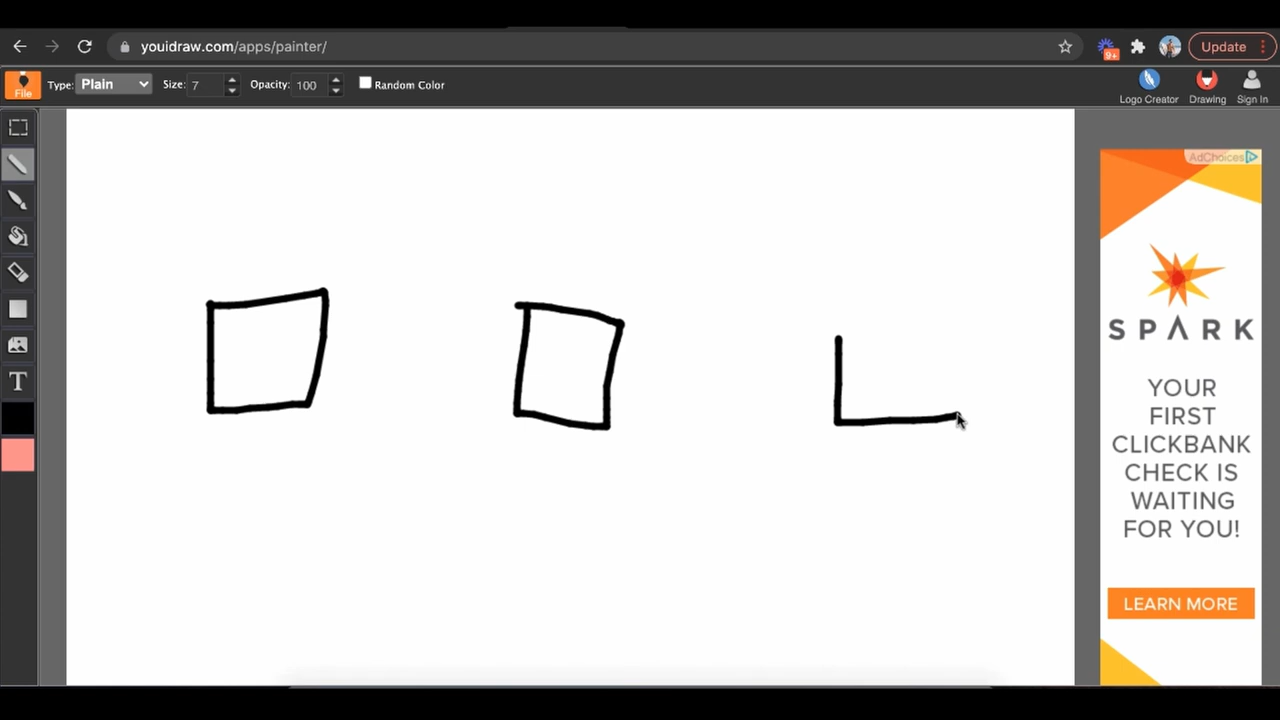 youidraw.com/apps/painter/
9+
Update
File
Type: Plain
Size: 7
Opacity: 100
Random Color
Logo Creator
Drawing
Sign In
T
AdChoices
SPARK
YOUR
FIRST
CLICKBANK
CHECK IS
WAITING
FOR YOU!
LEARN MORE